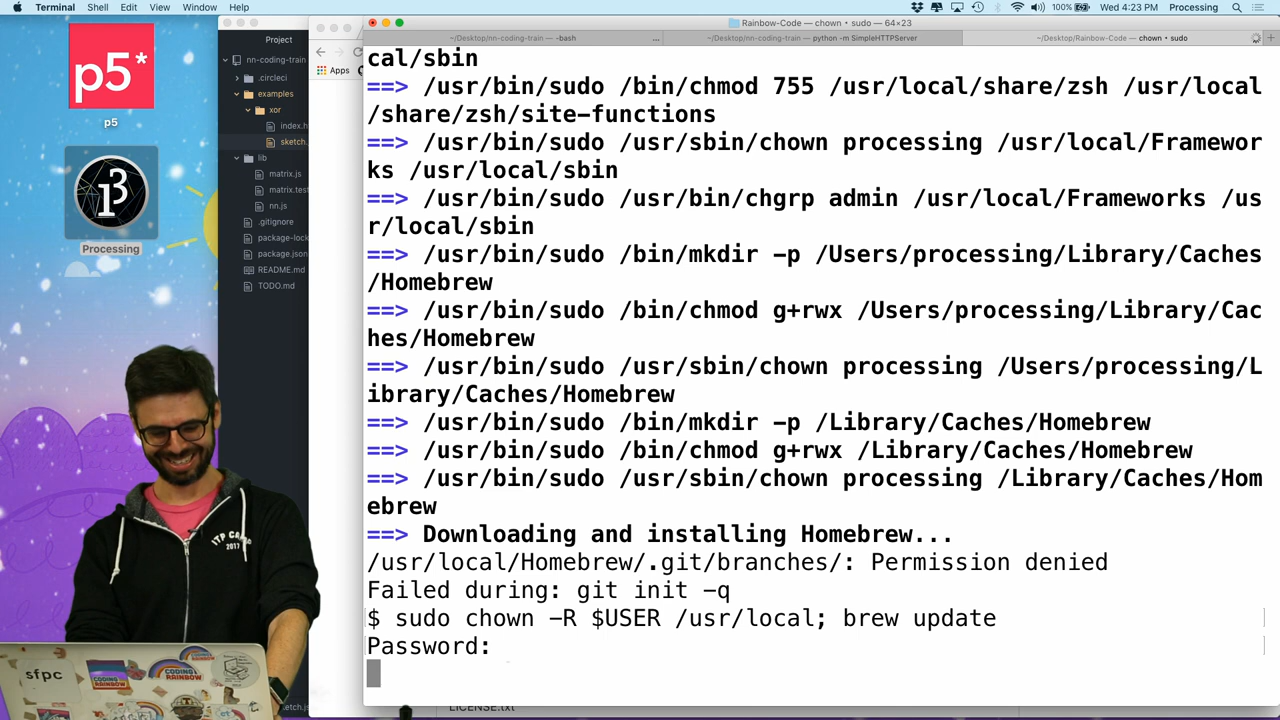 Terminal Shell Edit View Window Help 100% Wed 4:23 PM Processing
Rainbow-Code — chown • sudo — 64×23
~/Desktop/nn-coding-train — -bash ... ~/Desktop/nn-coding-train — python -m SimpleHTTPServer ~/Desktop/Rainbow-Code — chown • sudo
Project
nn-coding-train
.circleci
examples
xor
index.h
sketch.
lib
matrix.js
matrix.test
nn.js
.gitignore
package-lock
package.json
README.md
TODO.md
Apps
p5*
p5
Processing
cal/sbin
==> /usr/bin/sudo /bin/chmod 755 /usr/local/share/zsh /usr/local
/share/zsh/site-functions
==> /usr/bin/sudo /usr/sbin/chown processing /usr/local/Framewor
ks /usr/local/sbin
==> /usr/bin/sudo /usr/bin/chgrp admin /usr/local/Frameworks /us
r/local/sbin
==> /usr/bin/sudo /bin/mkdir -p /Users/processing/Library/Caches
/Homebrew
==> /usr/bin/sudo /bin/chmod g+rwx /Users/processing/Library/Cac
hes/Homebrew
==> /usr/bin/sudo /usr/sbin/chown processing /Users/processing/L
ibrary/Caches/Homebrew
==> /usr/bin/sudo /bin/mkdir -p /Library/Caches/Homebrew
==> /usr/bin/sudo /bin/chmod g+rwx /Library/Caches/Homebrew
==> /usr/bin/sudo /usr/sbin/chown processing /Library/Caches/Hom
ebrew
==> Downloading and installing Homebrew...
/usr/local/Homebrew/.git/branches/: Permission denied
Failed during: git init -q
$ sudo chown -R $USER /usr/local; brew update
Password:
ITP CAMP
2017
sfpc
CODING
RAINBOW
sketch.js
LICENSE.txt